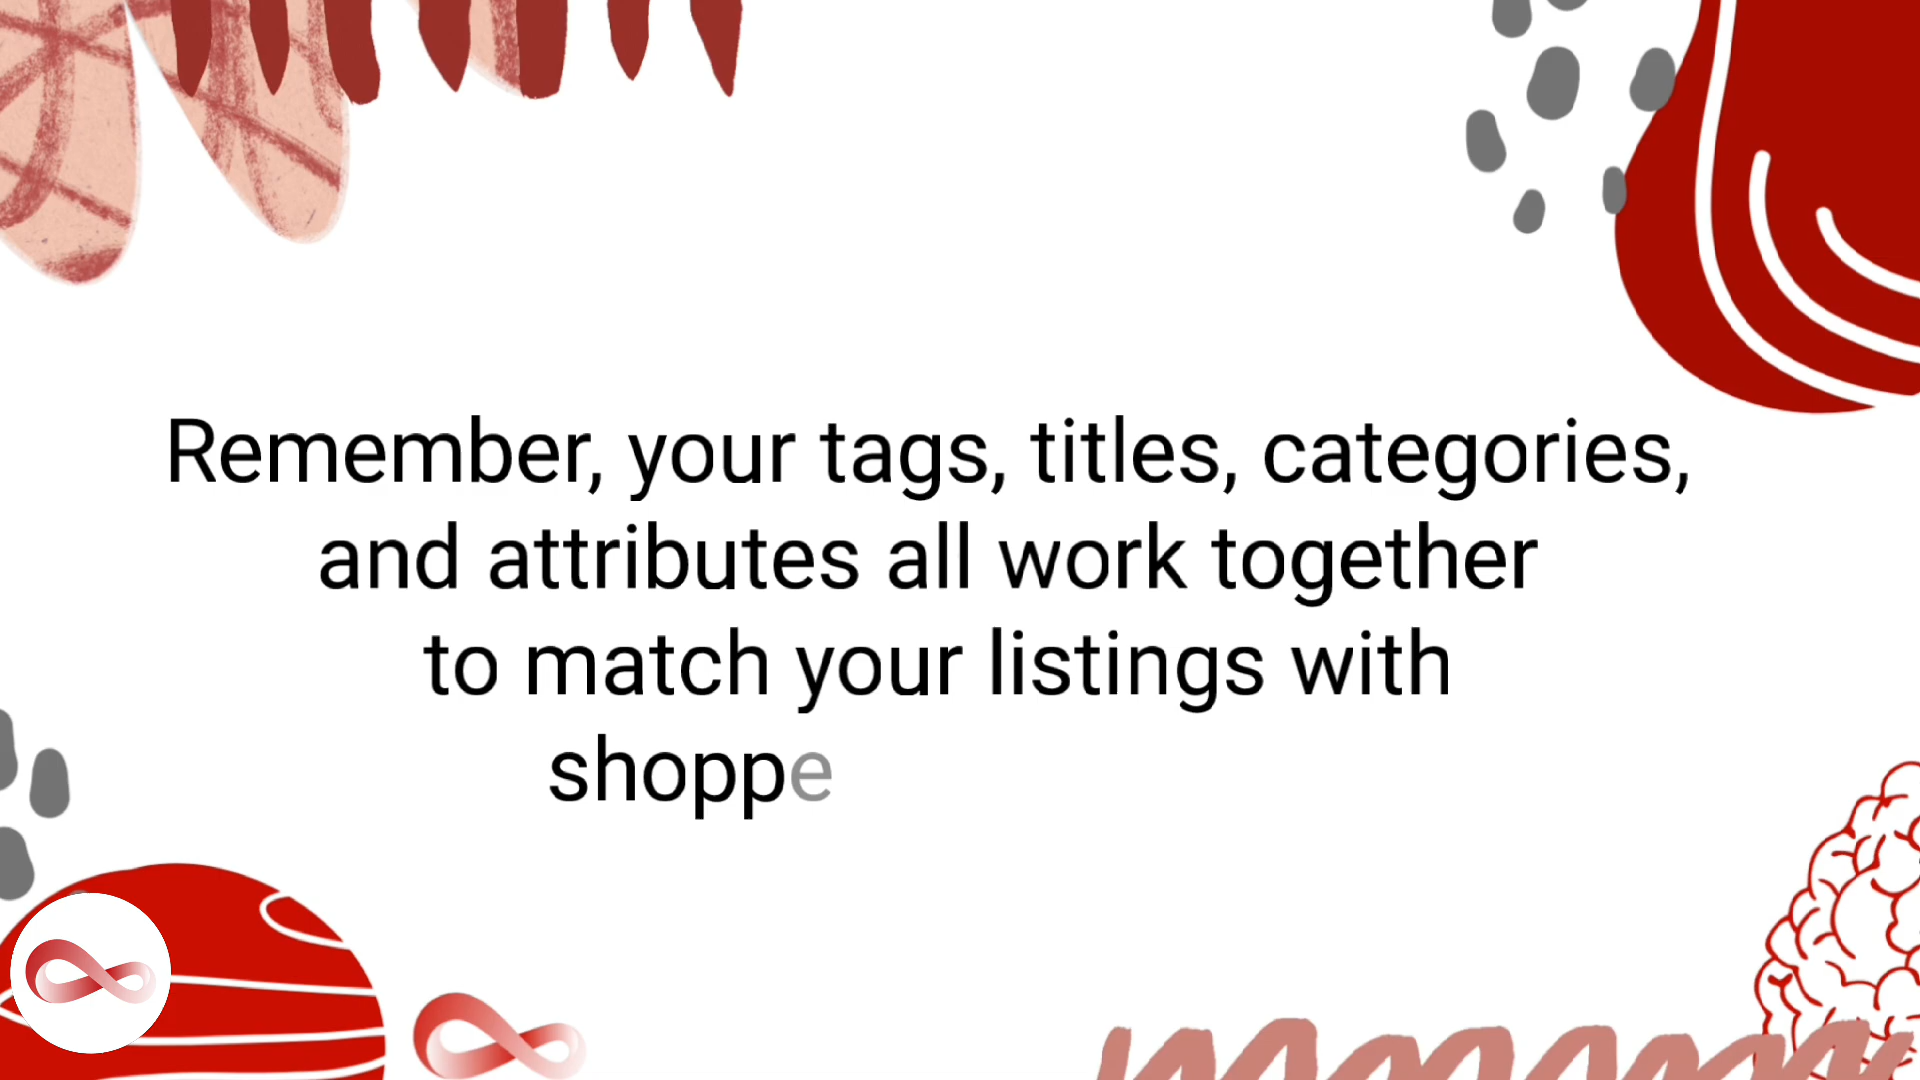 Remember, your tags, titles, categories,
and attributes all work together
to match your listings with
shoppe